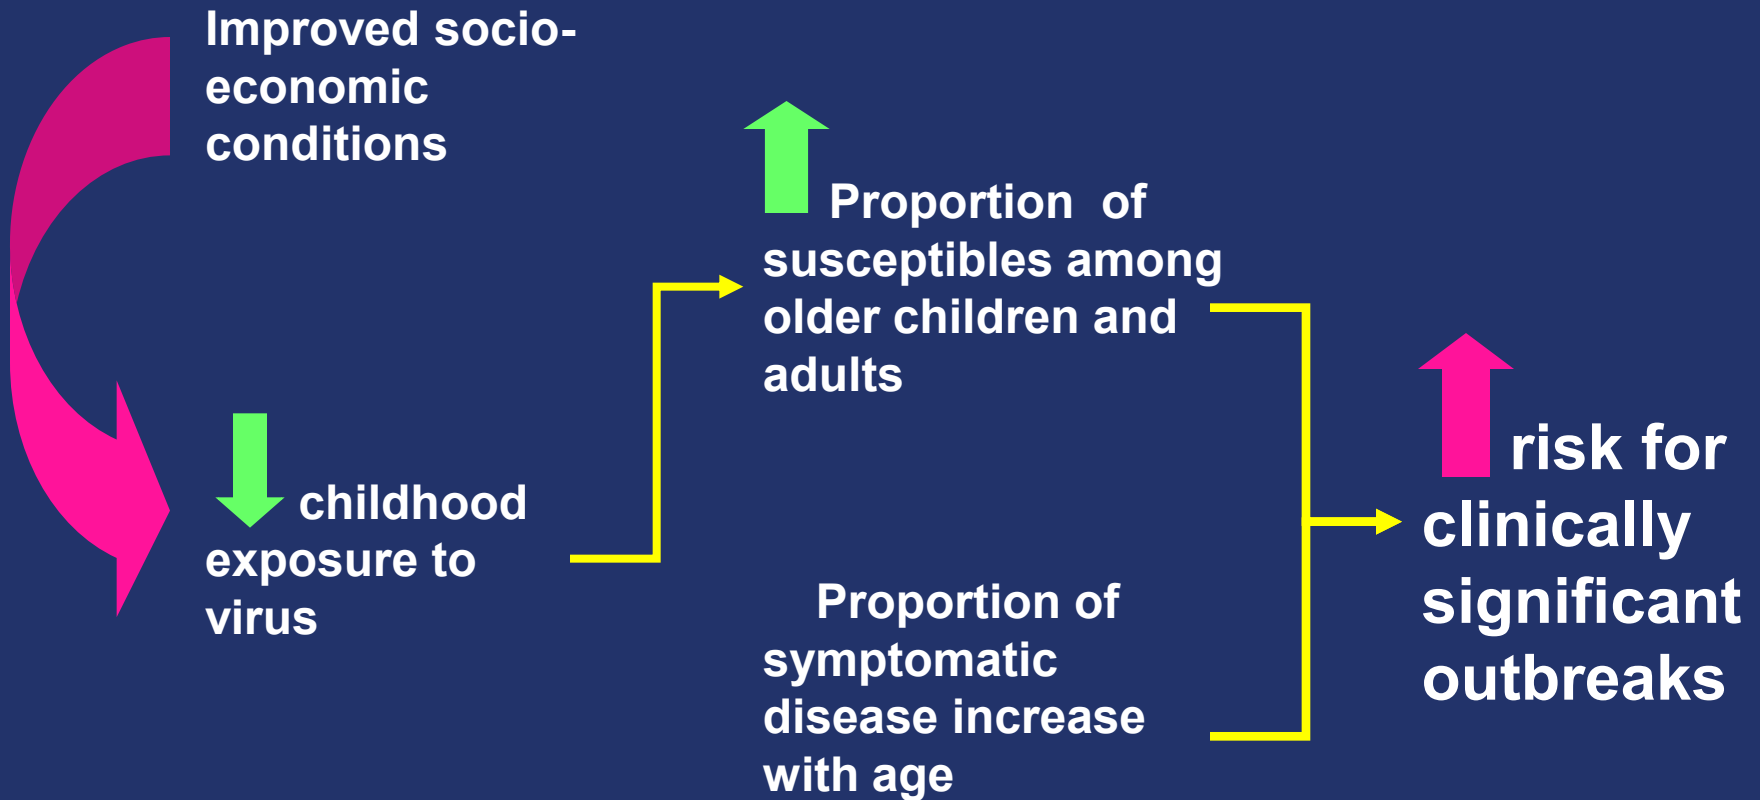 Improved socio-
economic
conditions
Proportion of
susceptibles among
older children and
adults
childhood
exposure to
virus
Proportion of
symptomatic
disease increase
with age
risk for
clinically
significant
outbreaks